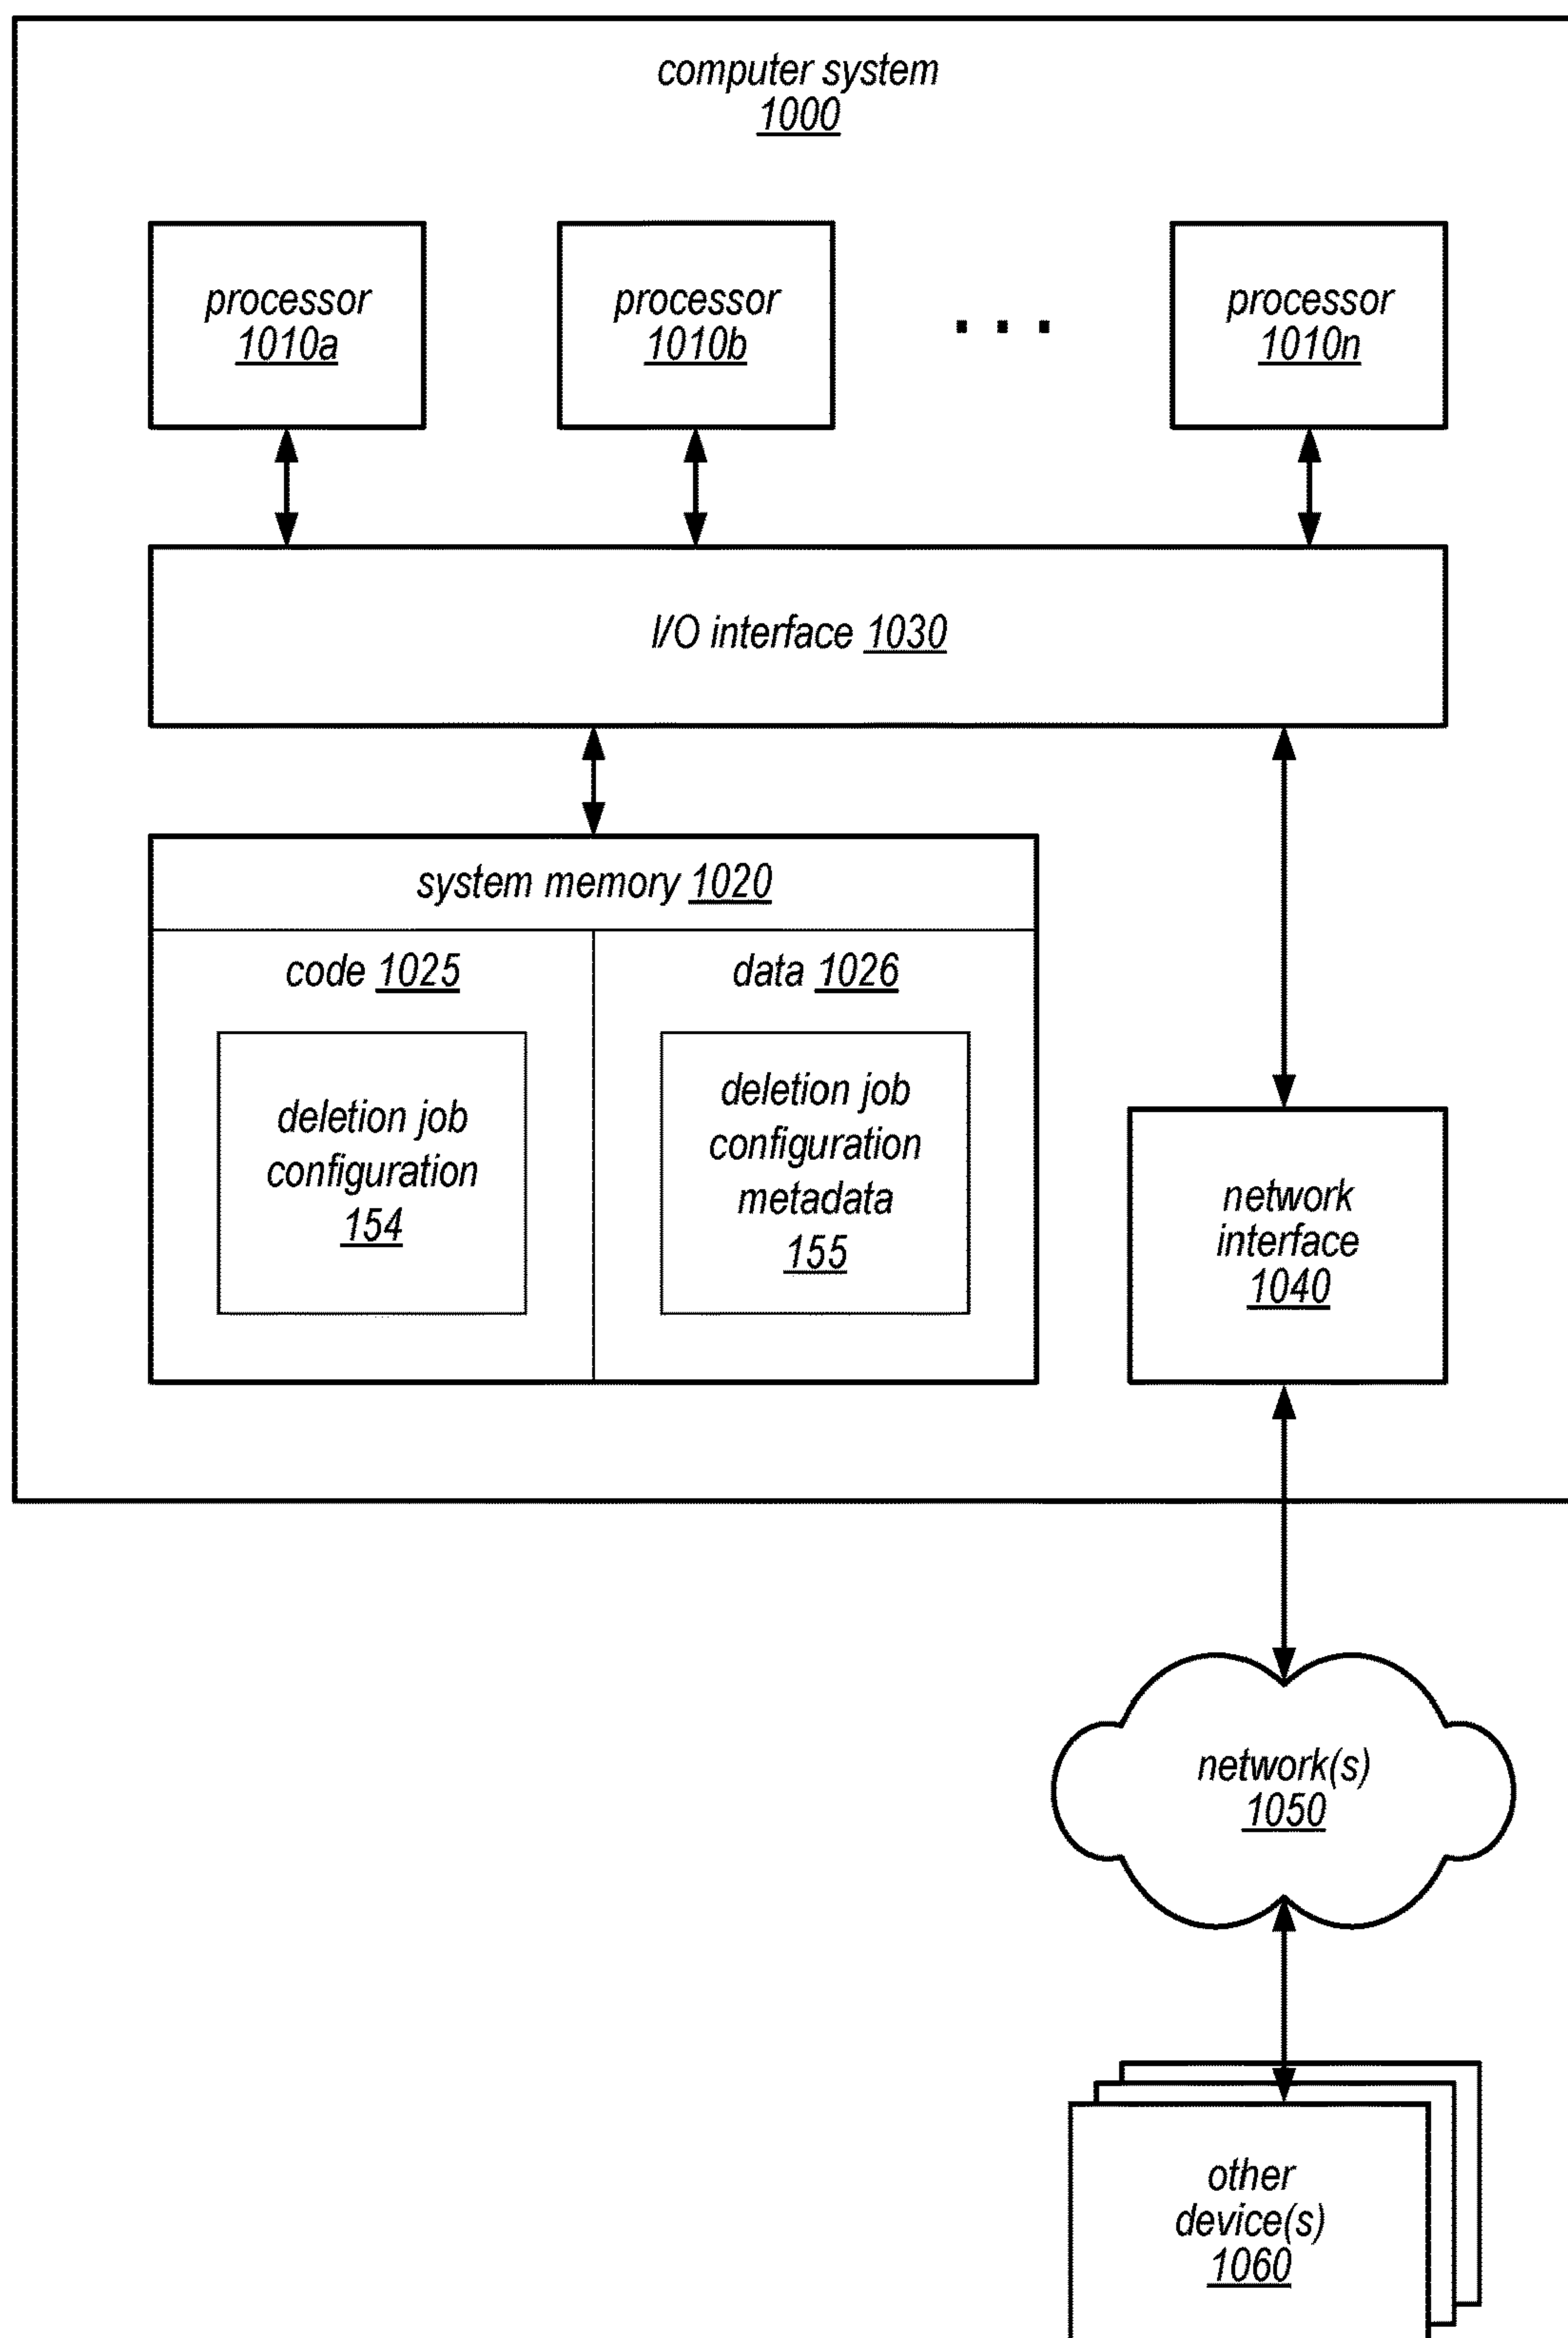 computer system
1000
processor
1010a
processor
1010b
. . .
processor
1010n
I/O interface 1030
system memory 1020
code 1025
data 1026
deletion job
configuration
154
deletion job
configuration
metadata
155
network
interface
1040
network(s)
1050
other
device(s)
1060